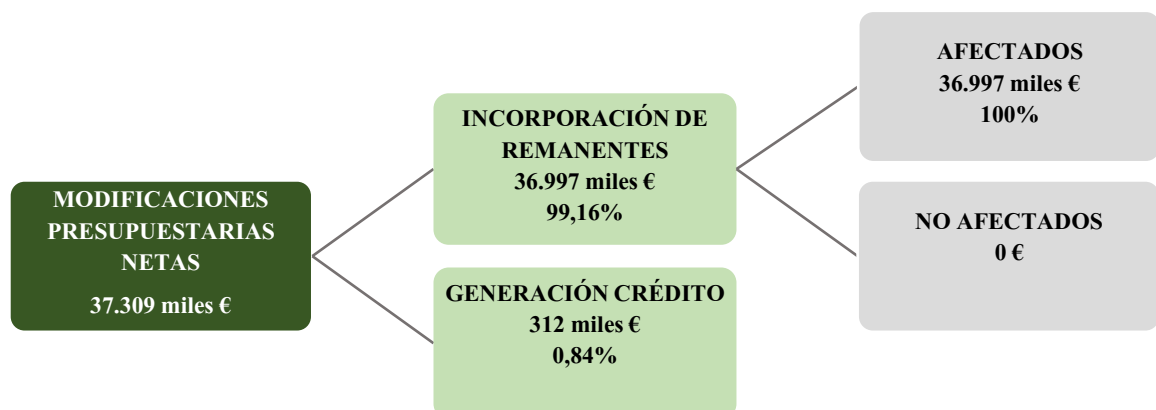 MODIFICACIONES
PRESUPUESTARIAS
NETAS
37.309 miles €
INCORPORACIÓN DE
REMANENTES
36.997 miles €
99,16%
GENERACIÓN CRÉDITO
312 miles €
0,84%
AFECTADOS
36.997 miles €
100%
NO AFECTADOS
0 €